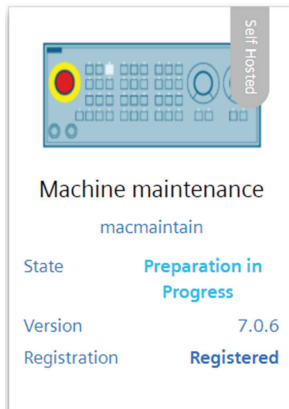 Self Hosted
Machine maintenance
macmaintain
State Preparation in
Progress
Version 7.0.6
Registration Registered